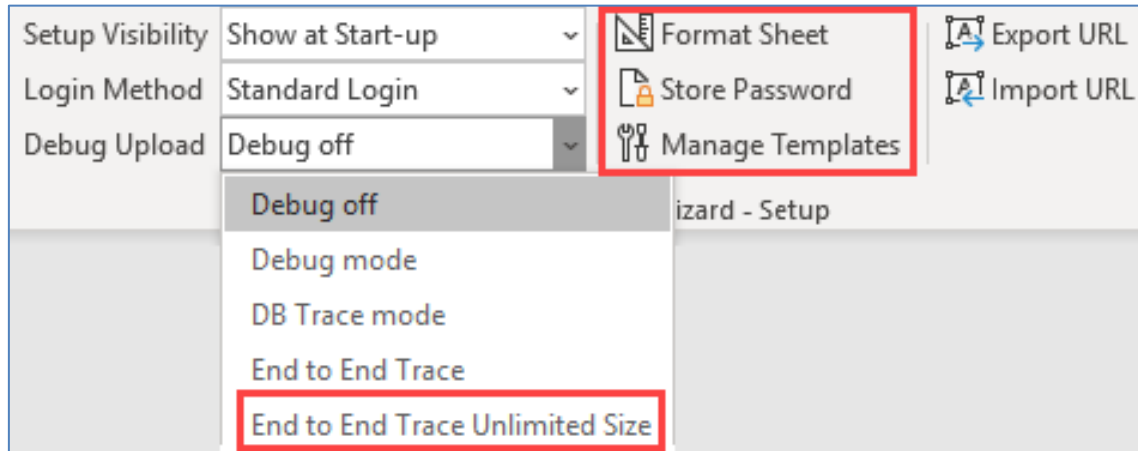 Setup Visibility Show at Start-up Format Sheet Export URL
Login Method Standard Login Store Password Import URL
Debug Upload Debug off Manage Templates
Debug off izard - Setup
Debug mode
DB Trace mode
End to End Trace
End to End Trace Unlimited Size